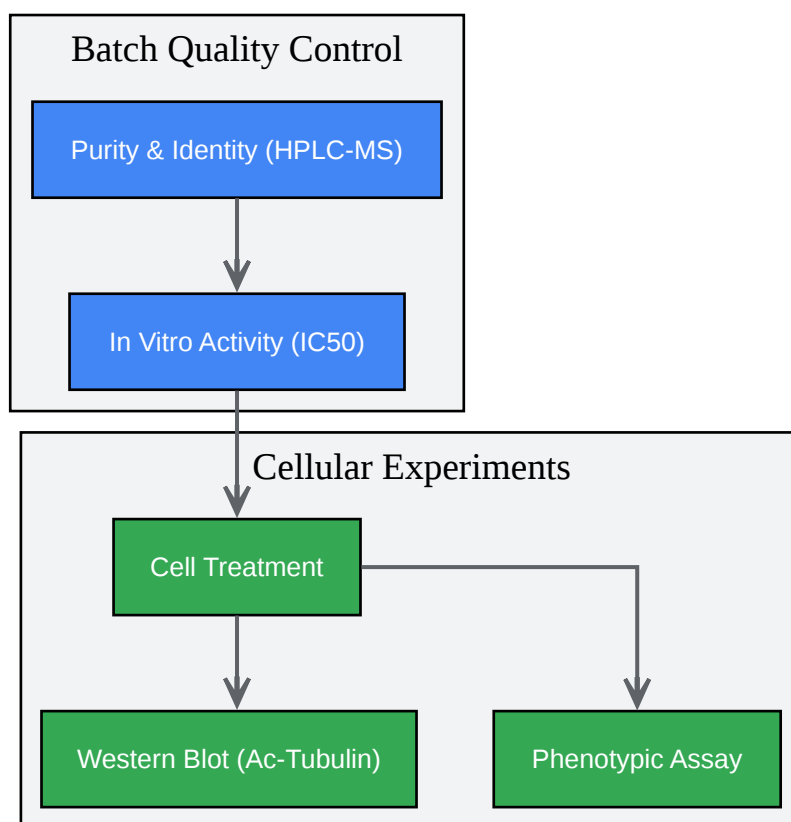 Batch Quality Control
Purity & Identity (HPLC-MS)
In Vitro Activity (IC50)
Cellular Experiments
Cell Treatment
Western Blot (Ac-Tubulin)
Phenotypic Assay